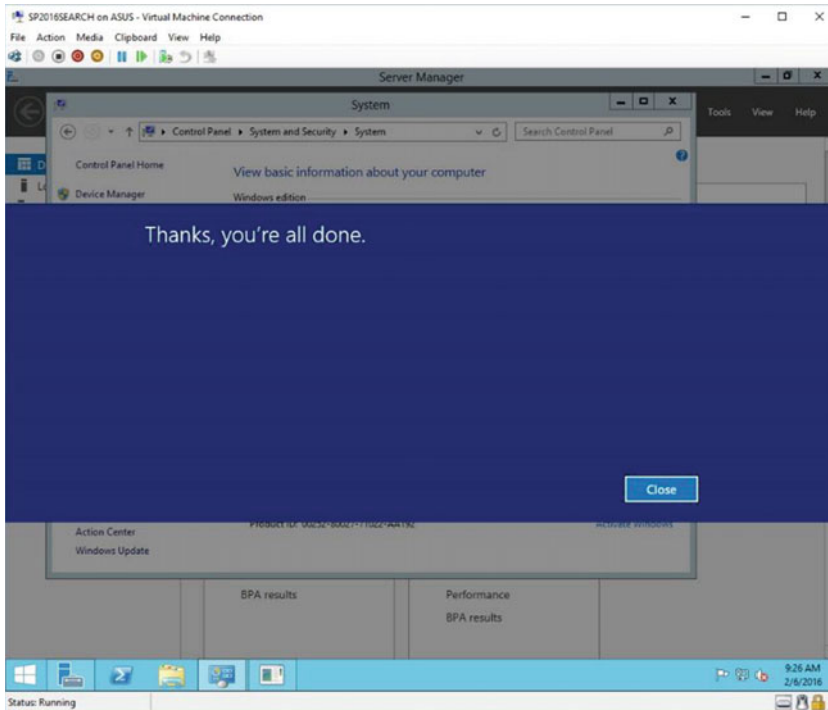 SP2016SEARCH on ASUS - Virtual Machine Connection
File Action Media Clipboard View Help
Server Manager
System
Tools View Help
Control Panel ▸ System and Security ▸ System
Search Control Panel
Control Panel Home
View basic information about your computer
Device Manager
Windows edition
Thanks, you're all done.
Close
Action Center
Activate Windows
Windows Update
BPA results
Performance
BPA results
9:26 AM
2/6/2016
Status: Running